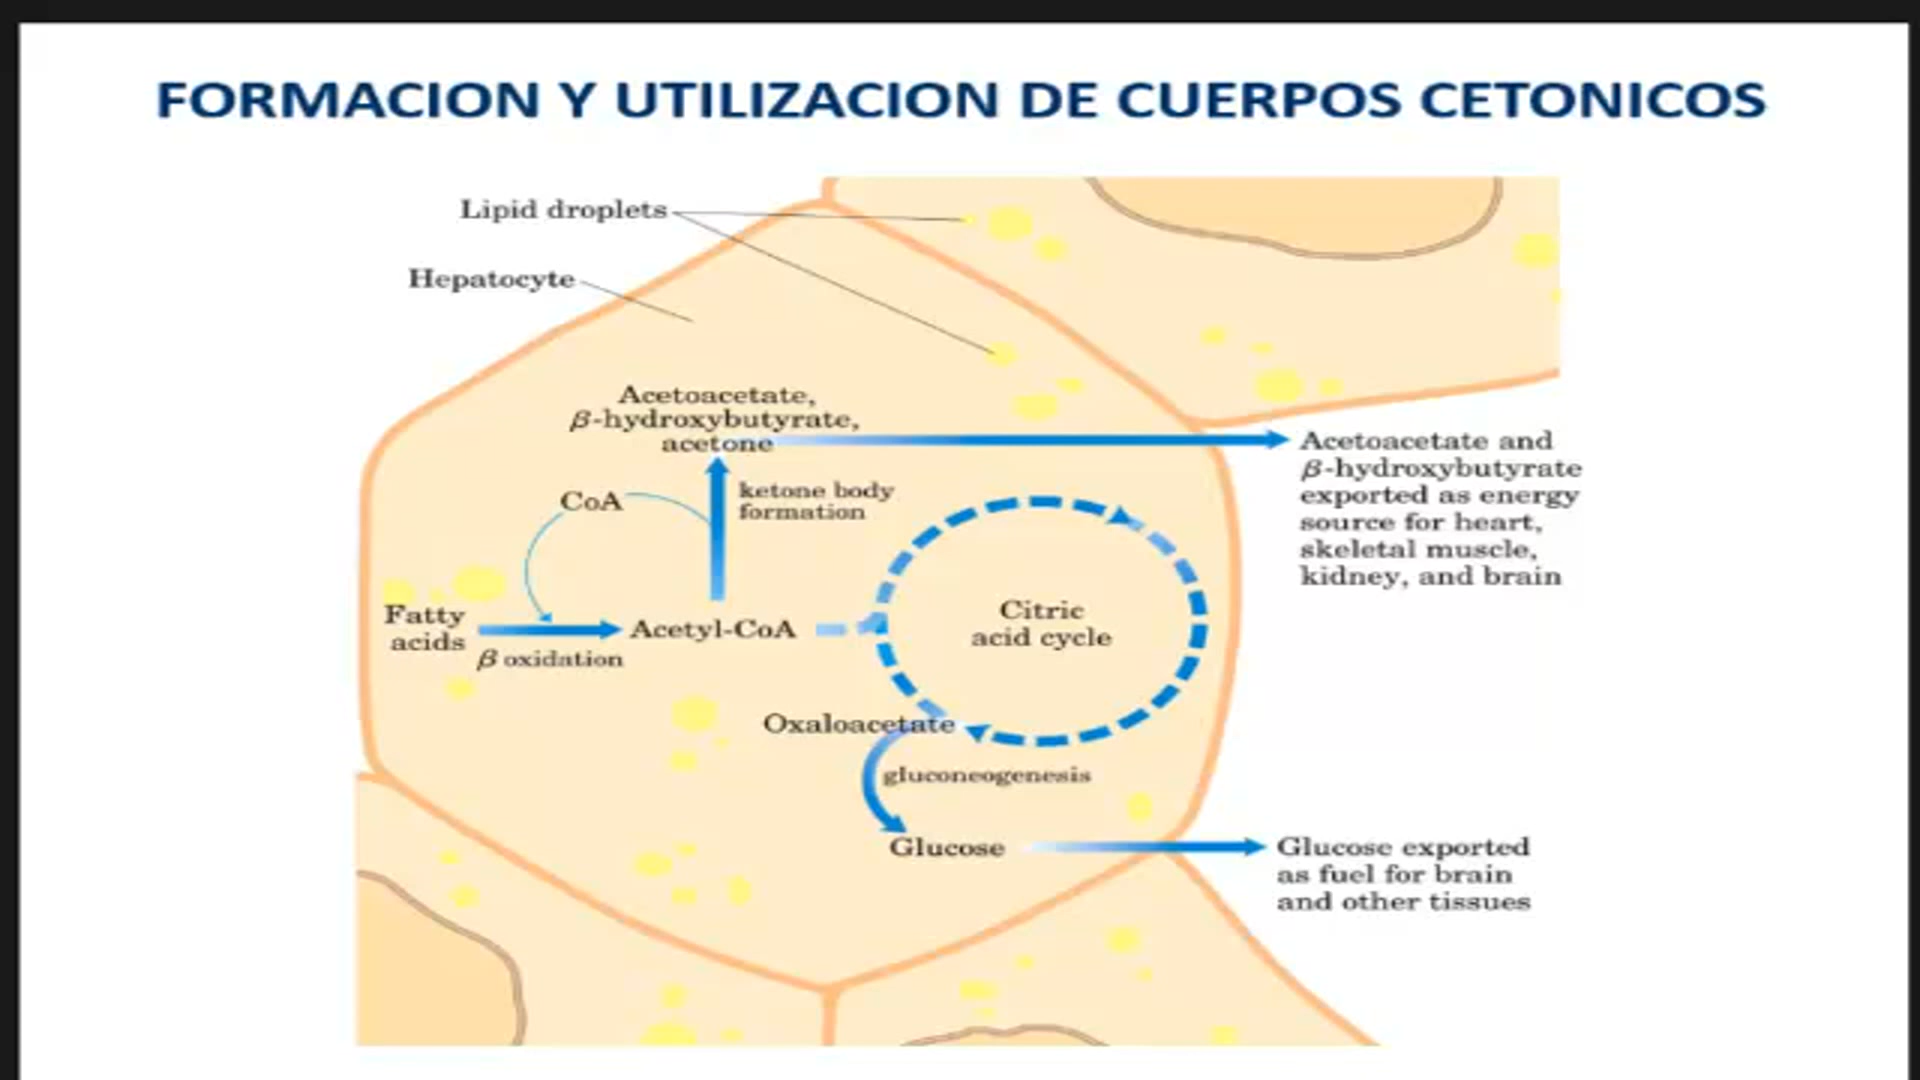 FORMACION Y UTILIZACION DE CUERPOS CETONICOS
Lipid droplets
Hepatocyte
Acetoacetate,
β-hydroxybutyrate,
acetone
Acetoacetate and
β-hydroxybutyrate
exported as energy
source for heart,
skeletal muscle,
kidney, and brain
CoA
ketone body
formation
Fatty
acids
β oxidation
Acetyl-CoA
Citric
acid cycle
Oxaloacetate
gluconeogenesis
Glucose
Glucose exported
as fuel for brain
and other tissues